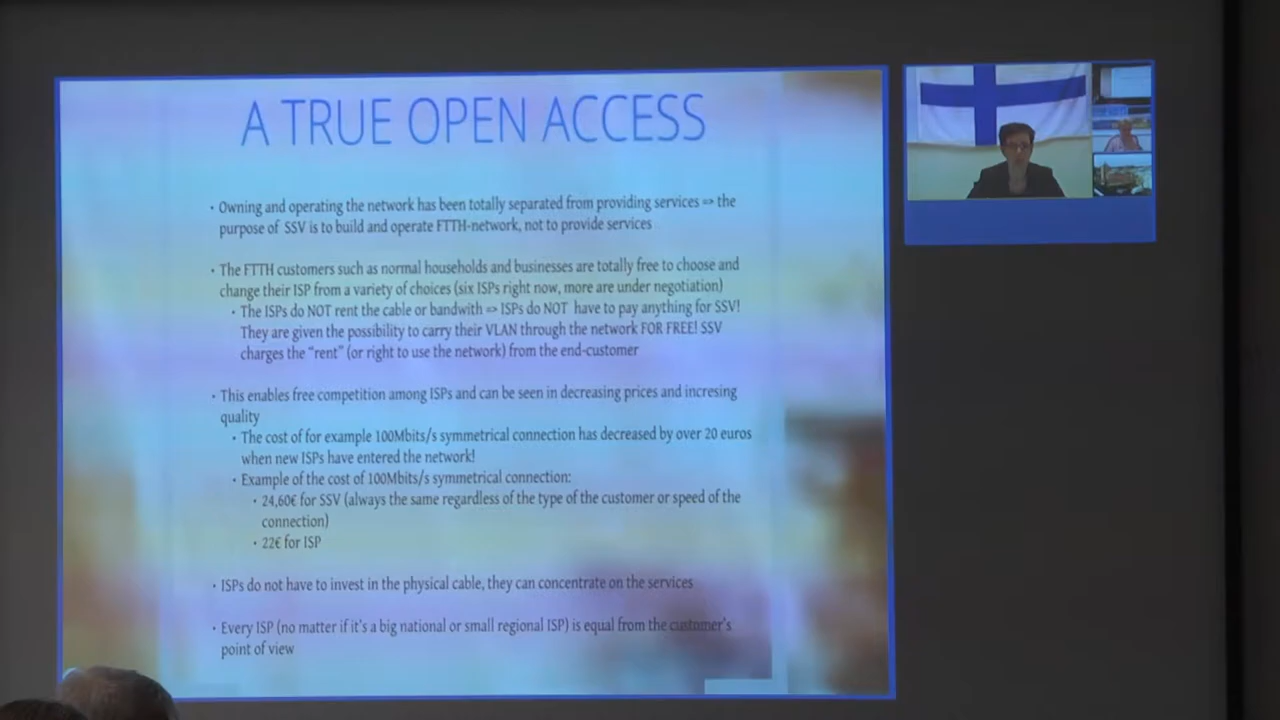 A TRUE OPEN ACCESS
• Owning and operating the network has been totally separated from providing services => the
purpose of SSV is to build and operate FTTH-network, not to provide services
• The FTTH customers such as normal households and businesses are totally free to choose and
change their ISP from a variety of choices (six ISPs right now, more are under negotiation)
• The ISPs do NOT rent the cable or bandwith => ISPs do NOT have to pay anything for SSV!
They are given the possibility to carry their VLAN through the network FOR FREE! SSV
charges the "rent" (or right to use the network) from the end-customer
• This enables free competition among ISPs and can be seen in decreasing prices and incresing
quality
• The cost of for example 100Mbits/s symmetrical connection has decreased by over 20 euros
when new ISPs have entered the network!
• Example of the cost of 100Mbits/s symmetrical connection:
• 24,60€ for SSV (always the same regardless of the type of the customer or speed of the
connection)
• 22€ for ISP
• ISPs do not have to invest in the physical cable, they can concentrate on the services
• Every ISP (no matter if it's a big national or small regional ISP) is equal from the customer's
point of view